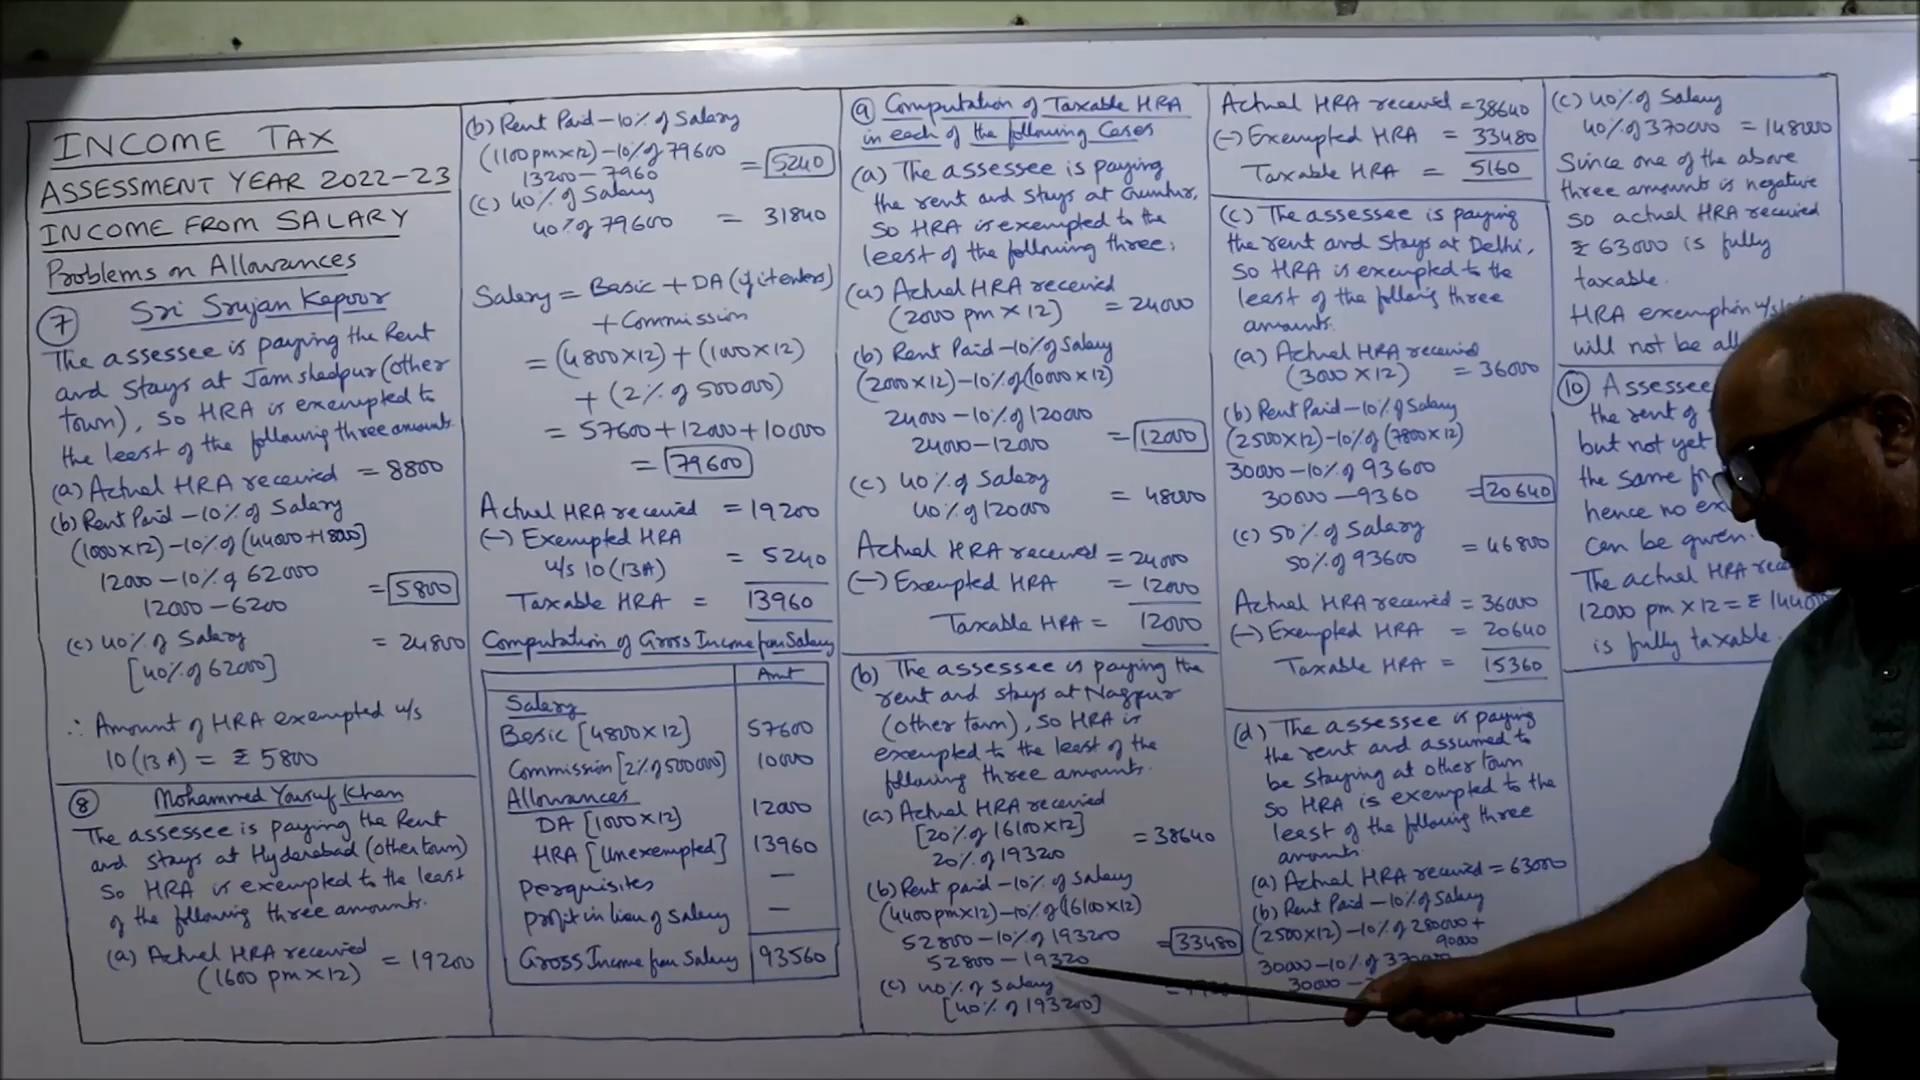 INCOME TAX
ASSESSMENT YEAR 2022-23
INCOME FROM SALARY
Problems on Allowances
7 Sri Srujan Kapoor
The assessee is paying the Rent
and stays at Jamshedpur (other
town), so HRA is exempted to
the least of the following three amounts.
(a) Actual HRA received = 8800
(b) Rent Paid - 10% of Salary
(1000×12) - 10% of (44000+18000]
12000 - 10% of 62000
12000 - 6200 = 5800
(c) 40% of Salary = 24800
[40% of 62000]
∴ Amount of HRA exempted u/s
10 (13A) = ₹ 5800
8 Mohammed Yousuf Khan
The assessee is paying the Rent
and stays at Hyderabad (other town)
So HRA is exempted to the least
of the following three amounts.
(a) Actual HRA received = 19200
(1600 pm × 12)
(b) Rent Paid - 10% of Salary
(1100 pm × 12) - 10% of 79600
13200 - 7960 = 5240
(c) 40% of Salary
40% of 79600 = 31840
Salary = Basic + DA (if it enters)
+ Commission
= (4800×12) + (1000×12)
+ (2% of 500000)
= 57600 + 12000 + 10000
= 79600
Actual HRA received = 19200
(-) Exempted HRA
u/s 10 (13A) = 5240
Taxable HRA = 13960
Computation of Gross Income from Salary
Amt
Salary
Basic [4800×12] 57600
Commission [2% of 500000] 10000
Allowances
DA [1000×12] 12000
HRA [Unexempted] 13960
Perquisites —
profit in lieu of Salary —
Gross Income from Salary 93560
9 Computation of Taxable HRA
in each of the following Cases
(a) The assessee is paying
the rent and stays at Guntur,
so HRA is exempted to the
least of the following three:
(a) Actual HRA received
(2000 pm × 12) = 24000
(b) Rent Paid - 10% of Salary
(2000×12) - 10% of (10000×12)
24000 - 10% of 120000
24000 - 12000 = 12000
(c) 40% of Salary
40% of 120000 = 48000
Actual HRA received = 24000
(-) Exempted HRA = 12000
Taxable HRA = 12000
(b) The assessee is paying the
rent and stays at Nagpur
(other town), so HRA is
exempted to the least of the
following three amounts.
(a) Actual HRA received
[20% of 16100×12]
20% of 19320 = 38640
(b) Rent paid - 10% of Salary
(4400 pm × 12) - 10% of (16100×12)
52800 - 10% of 193200
52800 - 19320 = 33480
(c) 40% of Salary
[40% of 193200]
Actual HRA received = 38640
(-) Exempted HRA = 33480
Taxable HRA = 5160
(c) The assessee is paying
the rent and stays at Delhi,
so HRA is exempted to the
least of the following three
amounts.
(a) Actual HRA received
(3000 × 12) = 36000
(b) Rent Paid - 10% of Salary
(2500×12) - 10% of (7800×12)
30000 - 10% of 93600
30000 - 9360 = 20640
(c) 50% of Salary
50% of 93600 = 46800
Actual HRA received = 36000
(-) Exempted HRA = 20640
Taxable HRA = 15360
(d) The assessee is paying
the rent and assumed to
be staying at other town
so HRA is exempted to the
least of the following three
amounts.
(a) Actual HRA received = 63000
(b) Rent Paid - 10% of Salary
(2500×12) - 10% of 280000 +
90000
30000 - 10% of 370000
30000 -
(c) 40% of Salary
40% of 370000 = 148000
Since one of the above
three amounts is negative
so actual HRA received
₹ 63000 is fully
taxable.
HRA exemption
will not be
10 Assessee
the rent of
but not yet
the same
hence no
can be given.
The actual HRA
12000 pm × 12 = ₹ 14400
is fully taxable.